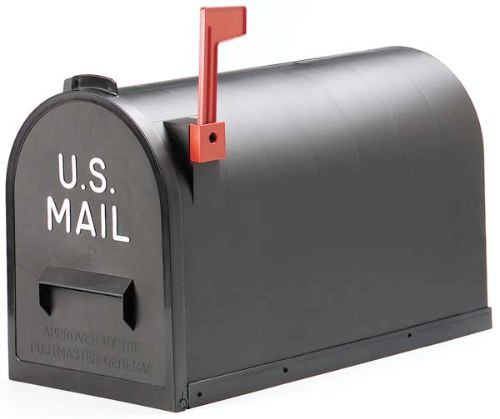 U.S.
MAIL
APPROVED BY THE
POSTMASTER GENERAL